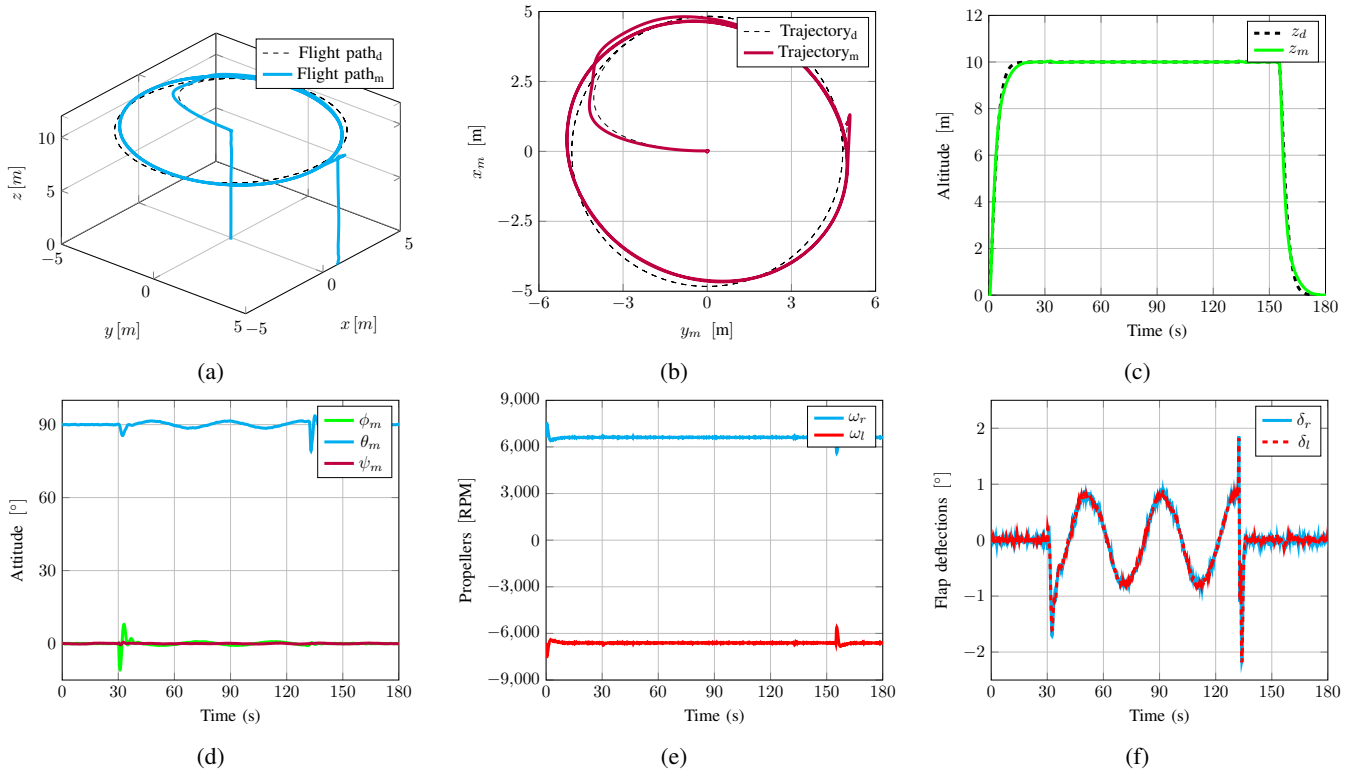 Flight path_d
Flight path_m
10
5
0
z [m]
−5
0
5
y [m]
−5
0
5
x [m]
(a)
Trajectory_d
Trajectory_m
5
2.5
0
−2.5
−5
x_m [m]
−6
−3
0
3
6
y_m [m]
(b)
z_d
z_m
12
10
8
6
4
2
0
Altitude [m]
0
30
60
90
120
150
180
Time (s)
(c)
ϕ_m
θ_m
ψ_m
90
60
30
0
Attitude [°]
0
30
60
90
120
150
180
Time (s)
(d)
ω_r
ω_l
9,000
6,000
3,000
0
−3,000
−6,000
−9,000
Propellers [RPM]
0
30
60
90
120
150
180
Time (s)
(e)
δ_r
δ_l
2
1
0
−1
−2
Flap deflections [°]
0
30
60
90
120
150
180
Time (s)
(f)